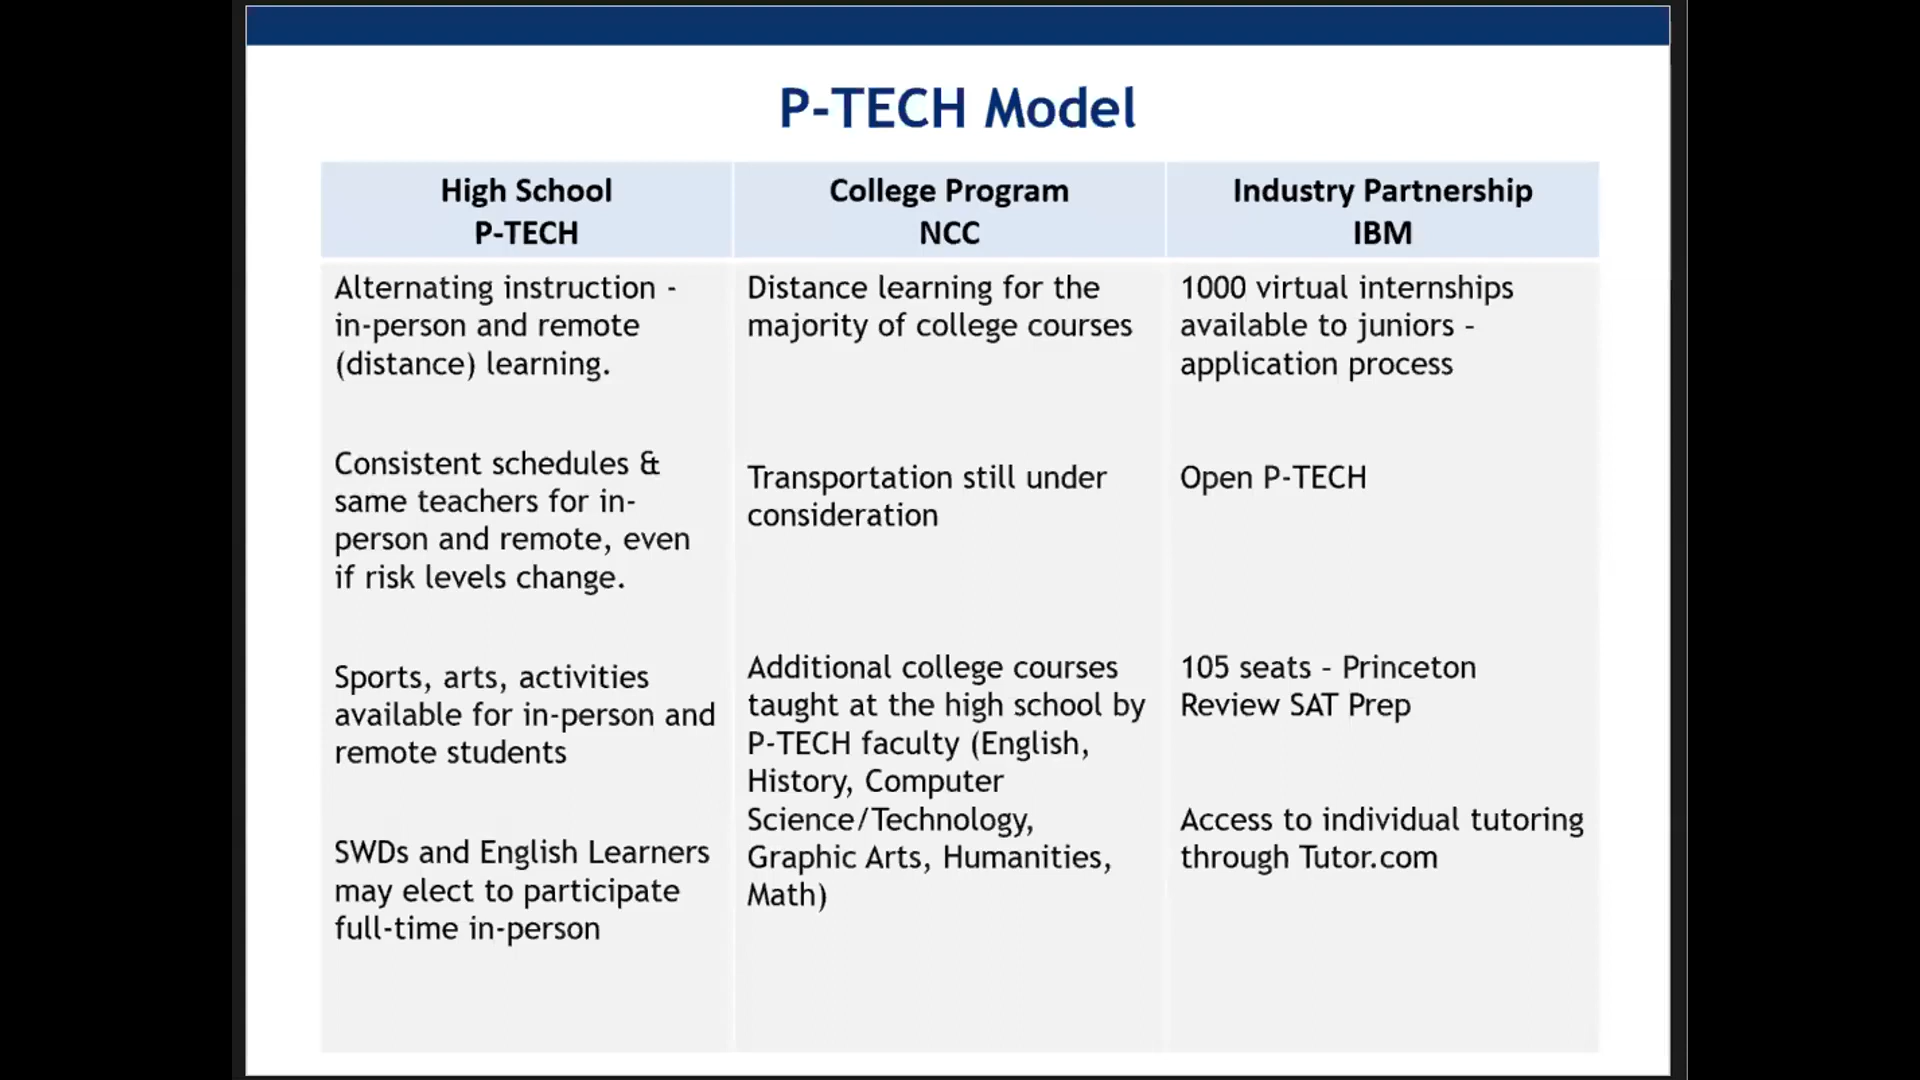 P-TECH Model
High School
P-TECH
College Program
NCC
Industry Partnership
IBM
Alternating instruction -
in-person and remote
(distance) learning.
Consistent schedules &
same teachers for in-
person and remote, even
if risk levels change.
Sports, arts, activities
available for in-person and
remote students
SWDs and English Learners
may elect to participate
full-time in-person
Distance learning for the
majority of college courses
Transportation still under
consideration
Additional college courses
taught at the high school by
P-TECH faculty (English,
History, Computer
Science/Technology,
Graphic Arts, Humanities,
Math)
1000 virtual internships
available to juniors –
application process
Open P-TECH
105 seats – Princeton
Review SAT Prep
Access to individual tutoring
through Tutor.com